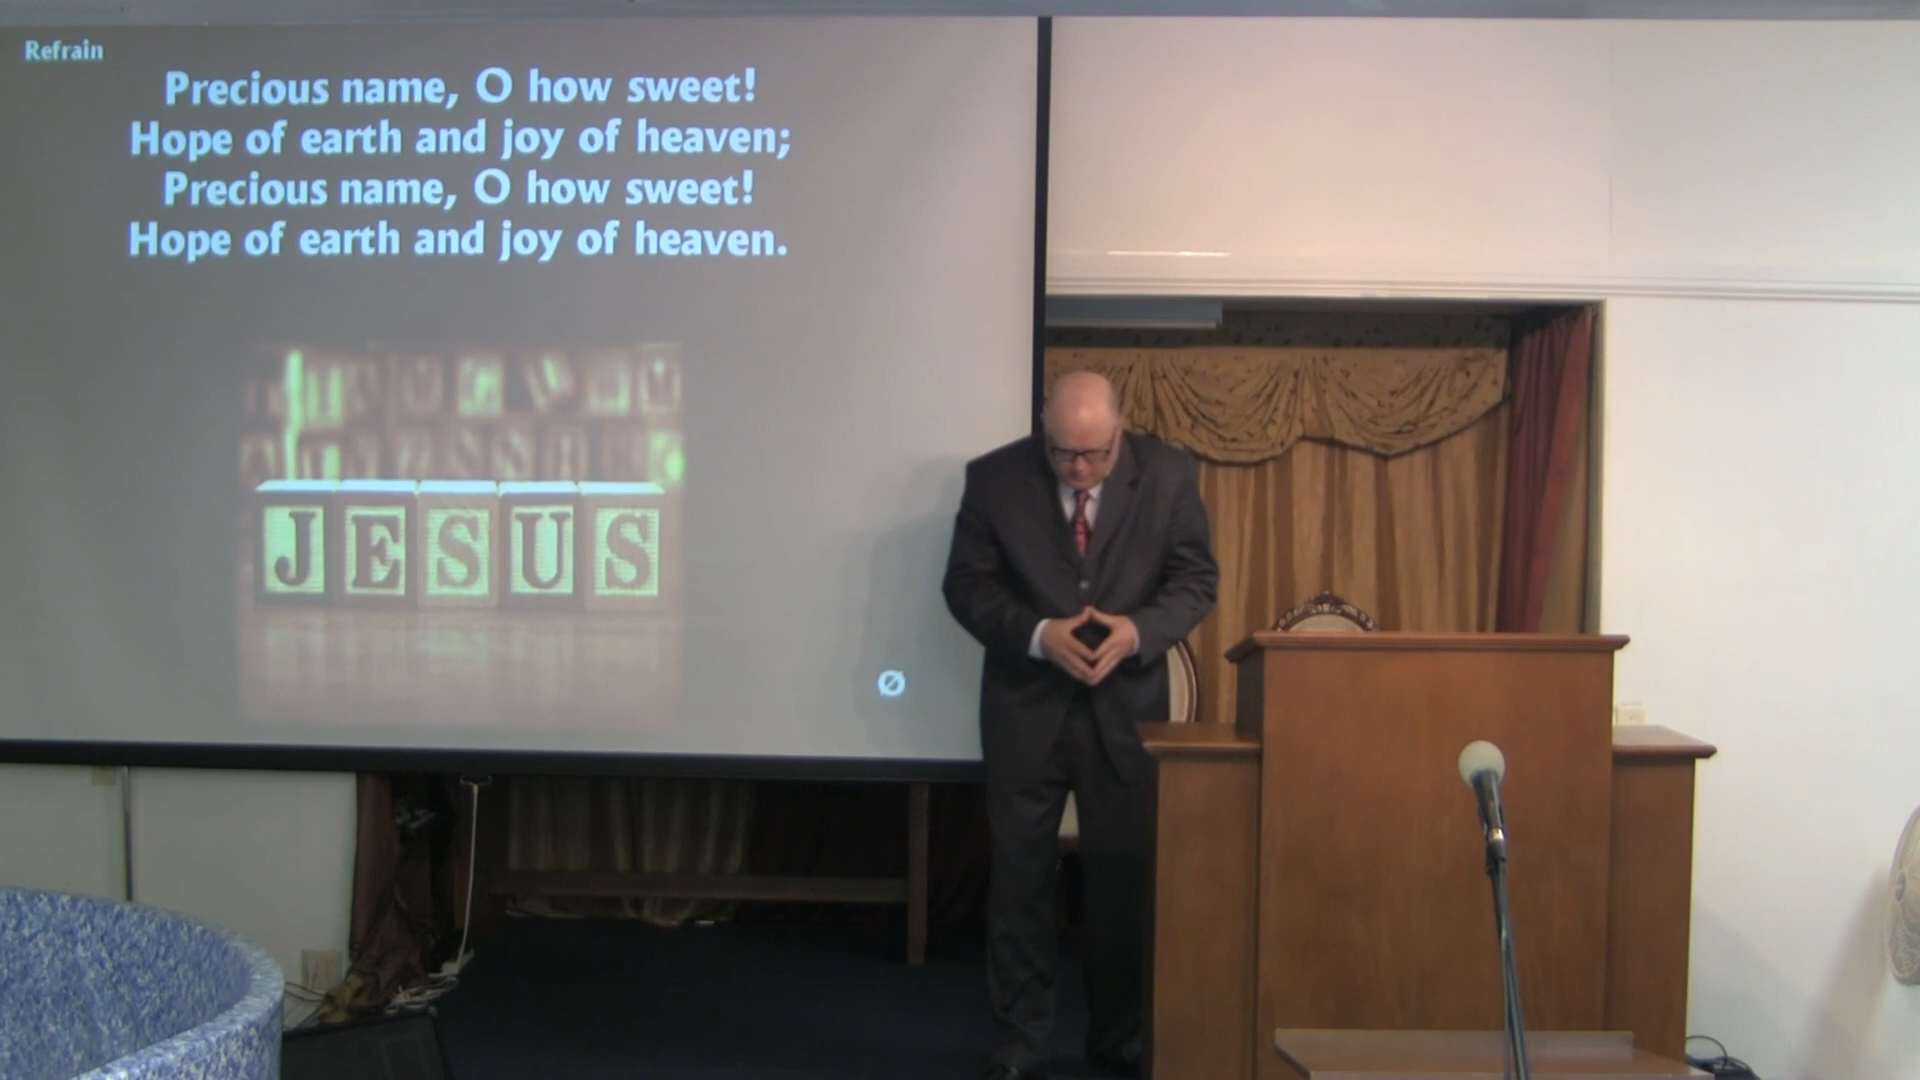 Refrain
Precious name, O how sweet!
Hope of earth and joy of heaven;
Precious name, O how sweet!
Hope of earth and joy of heaven.
JESUS